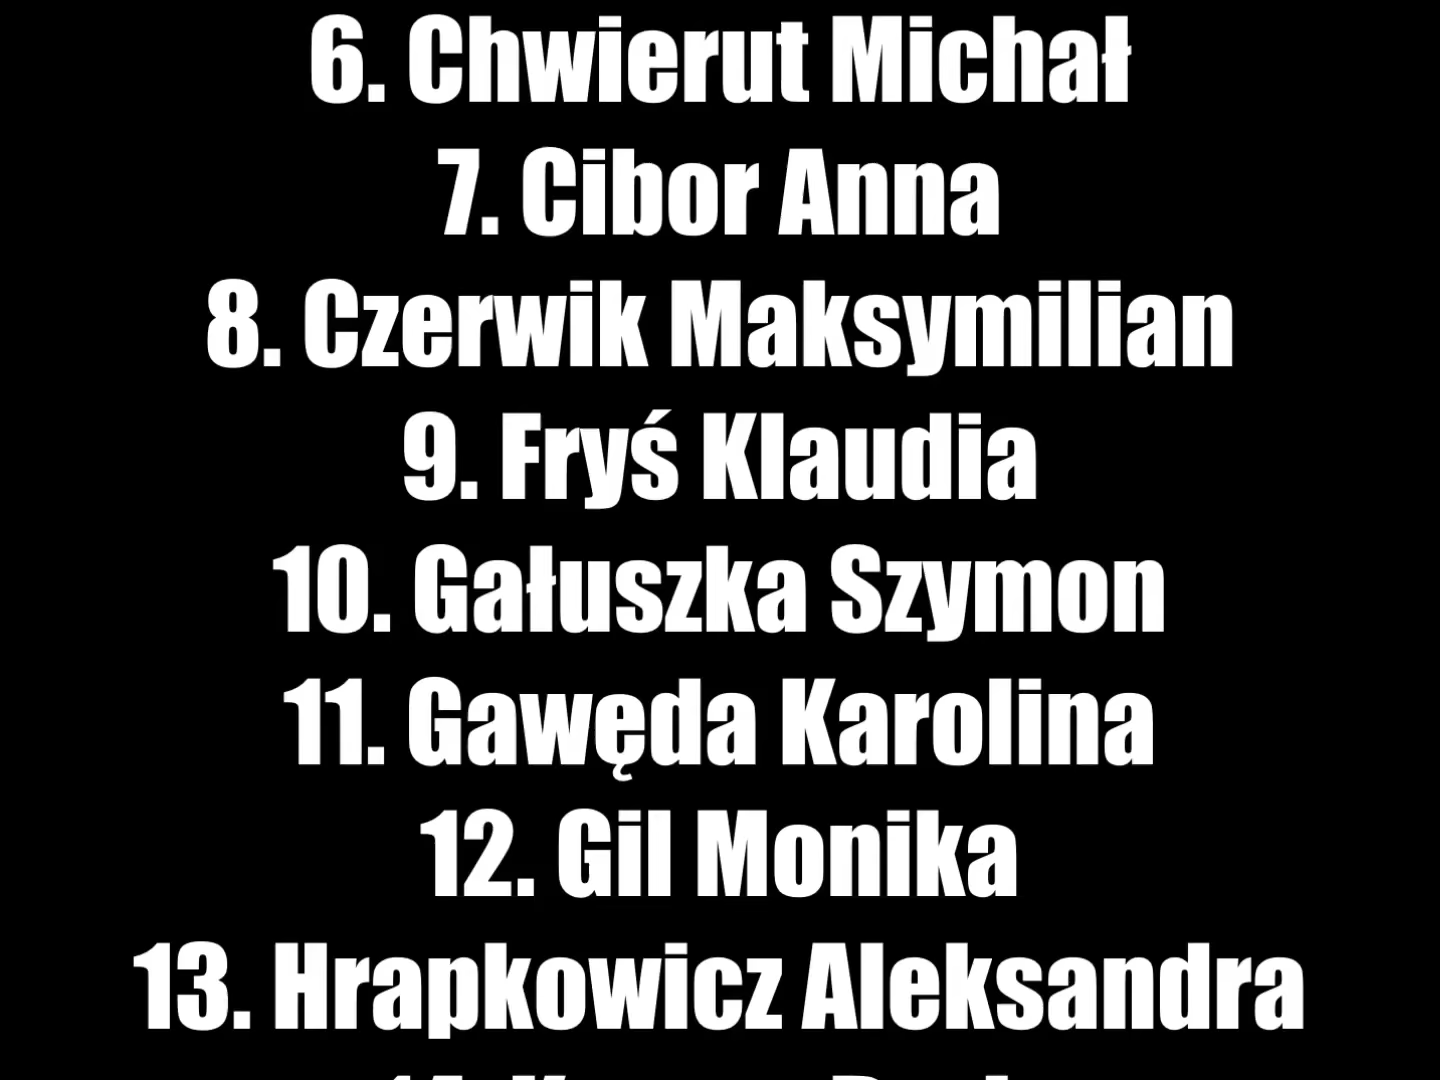 6. Chwierut Michał
7. Cibor Anna
8. Czerwik Maksymilian
9. Fryś Klaudia
10. Gałuszka Szymon
11. Gawęda Karolina
12. Gil Monika
13. Hrapkowicz Aleksandra